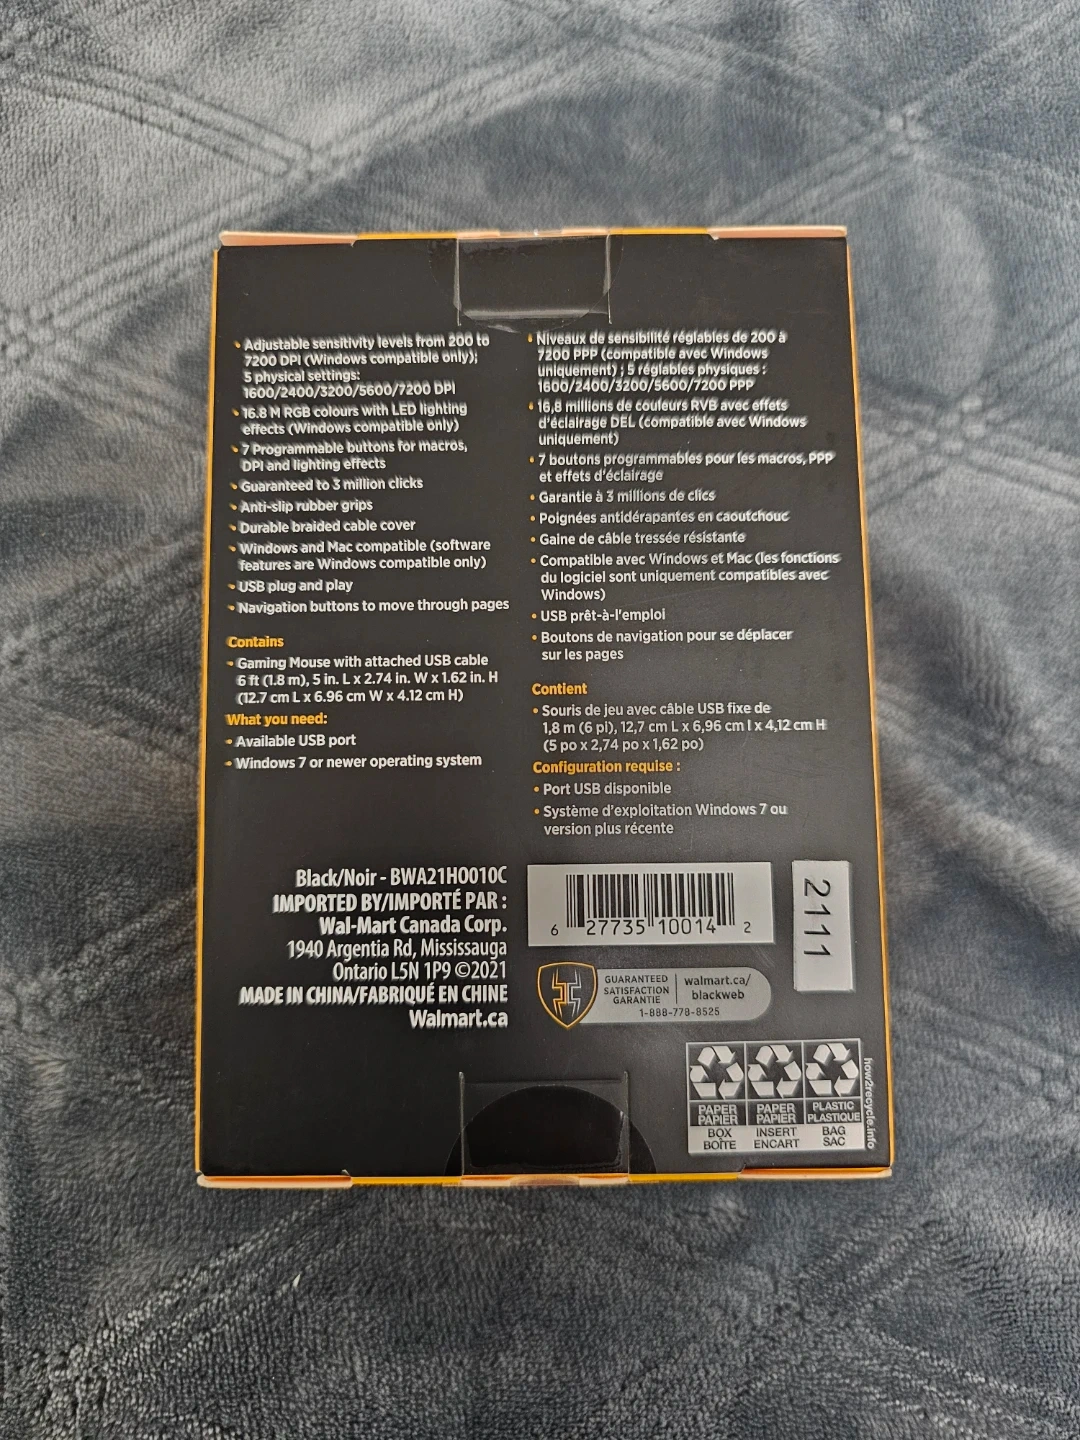 • Adjustable sensitivity levels from 200 to
7200 DPI (Windows compatible only);
5 physical settings:
1600/2400/3200/5600/7200 DPI
• 16.8 M RGB colours with LED lighting
effects (Windows compatible only)
• 7 Programmable buttons for macros,
DPI and lighting effects
• Guaranteed to 3 million clicks
• Anti-slip rubber grips
• Durable braided cable cover
• Windows and Mac compatible (software
features are Windows compatible only)
• USB plug and play
• Navigation buttons to move through pages
Contains
• Gaming Mouse with attached USB cable
6 ft (1.8 m), 5 in. L x 2.74 in. W x 1.62 in. H
(12.7 cm L x 6.96 cm W x 4.12 cm H)
What you need:
• Available USB port
• Windows 7 or newer operating system
• Niveaux de sensibilité réglables de 200 à
7200 PPP (compatible avec Windows
uniquement) ; 5 réglables physiques :
1600/2400/3200/5600/7200 PPP
• 16,8 millions de couleurs RVB avec effets
d'éclairage DEL (compatible avec Windows
uniquement)
• 7 boutons programmables pour les macros, PPP
et effets d'éclairage
• Garantie à 3 millions de clics
• Poignées antidérapantes en caoutchouc
• Gaine de câble tressée résistante
• Compatible avec Windows et Mac (les fonctions
du logiciel sont uniquement compatibles avec
Windows)
• USB prêt-à-l'emploi
• Boutons de navigation pour se déplacer
sur les pages
Contient
• Souris de jeu avec câble USB fixe de
1,8 m (6 pi), 12,7 cm L x 6,96 cm l x 4,12 cm H
(5 po x 2,74 po x 1,62 po)
Configuration requise :
• Port USB disponible
• Système d'exploitation Windows 7 ou
version plus récente
Black/Noir - BWA21HO010C
IMPORTED BY/IMPORTÉ PAR :
Wal-Mart Canada Corp.
1940 Argentia Rd, Mississauga
Ontario L5N 1P9 ©2021
MADE IN CHINA/FABRIQUÉ EN CHINE
Walmart.ca
6 27735 10014 2
2111
GUARANTEED
SATISFACTION
GARANTIE
walmart.ca/
blackweb
1-888-778-8525
PAPER
PAPIER
BOX
BOÎTE
PAPER
PAPIER
INSERT
ENCART
PLASTIC
PLASTIQUE
BAG
SAC
how2recycle.info